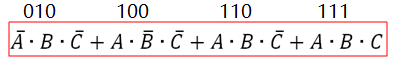 010 100 110 111
Ā · B · C̄ + A · B̄ · C̄ + A · B · C̄ + A · B · C